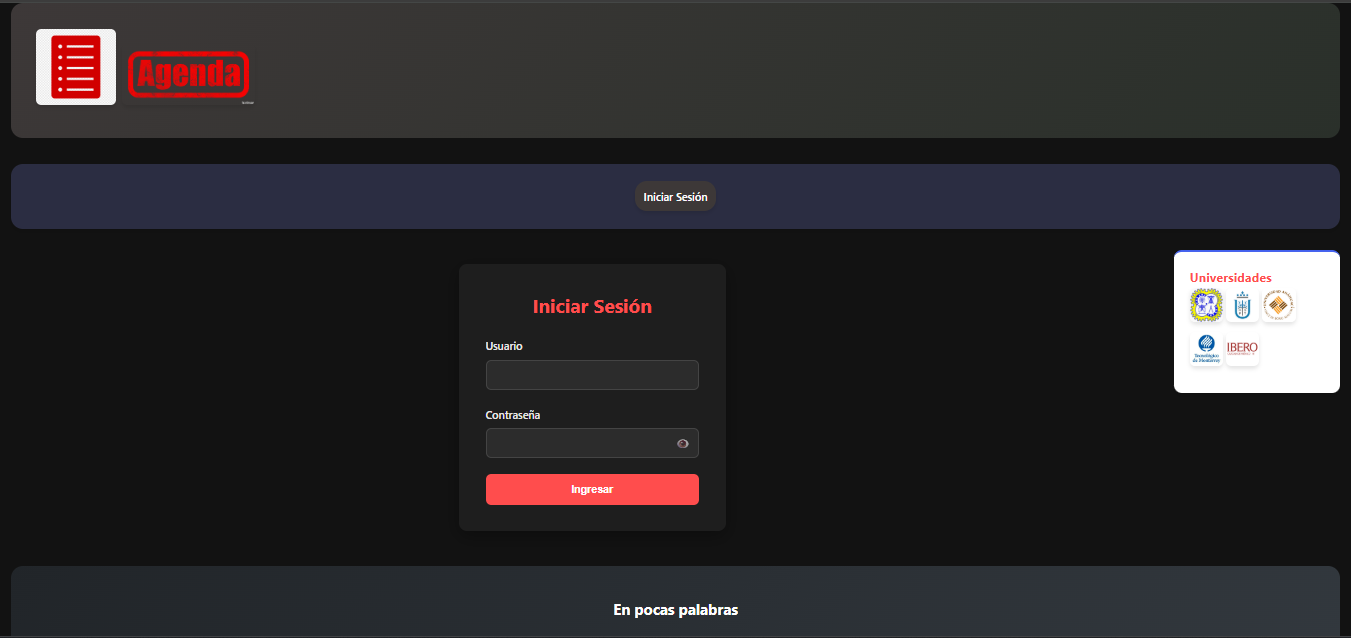 Agenda
Iniciar Sesión
Universidades
Iniciar Sesión
Usuario
Contraseña
Ingresar
Tecnológico
de Monterrey
IBERO
En pocas palabras